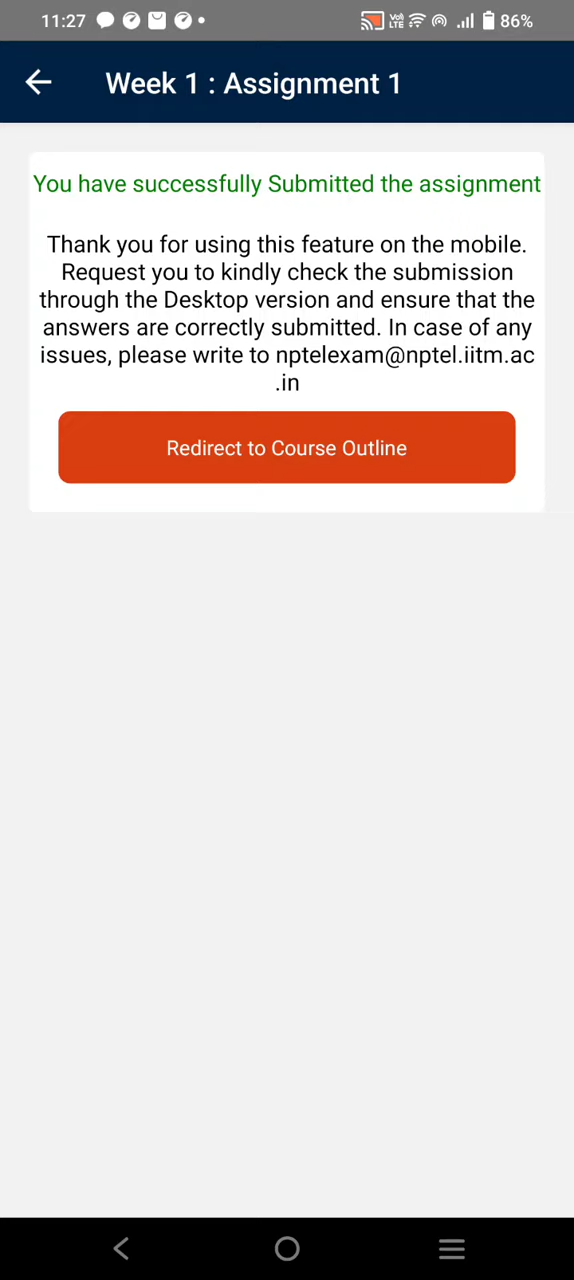 11:27
Vo)
LTE
86%
Week 1 : Assignment 1
You have successfully Submitted the assignment
Thank you for using this feature on the mobile.
Request you to kindly check the submission
through the Desktop version and ensure that the
answers are correctly submitted. In case of any
issues, please write to nptelexam@nptel.iitm.ac
.in
Redirect to Course Outline